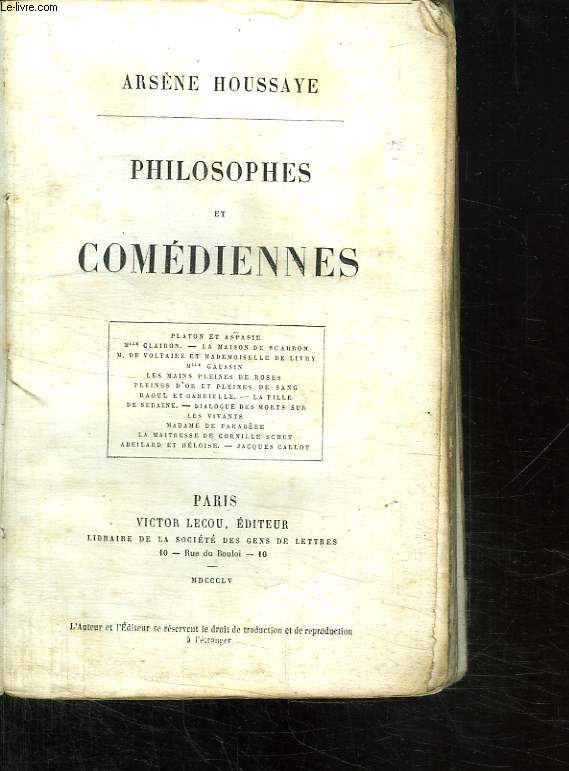 Le-livre.com
ARSÈNE HOUSSAYE
PHILOSOPHES
ET
COMÉDIENNES
PLATON ET ASPASIE
Mlle CLAIRON. — LA MAISON DE SCARRON
M. DE VOLTAIRE ET MADEMOISELLE DE LIVRY
Mlle GAUSSIN
LES MAINS PLEINES DE ROSES
PLEINES D'OR ET PLEINES DE SANG
RAOUL ET GABRIELLE. — LA FILLE
DE SEDAINE. — DIALOGUE DES MORTS SUR
LES VIVANTS
MADAME DE PARABÈRE
LA MAITRESSE DE CORNILLE SCHUT
ABEILARD ET HÉLOISE. — JACQUES CALLOT
PARIS
VICTOR LECOU, ÉDITEUR
LIBRAIRE DE LA SOCIÉTÉ DES GENS DE LETTRES
10 — Rue du Bouloi — 10
MDCCCLV
L'Auteur et l'Éditeur se réservent le droit de traduction et de reproduction
à l'étranger.